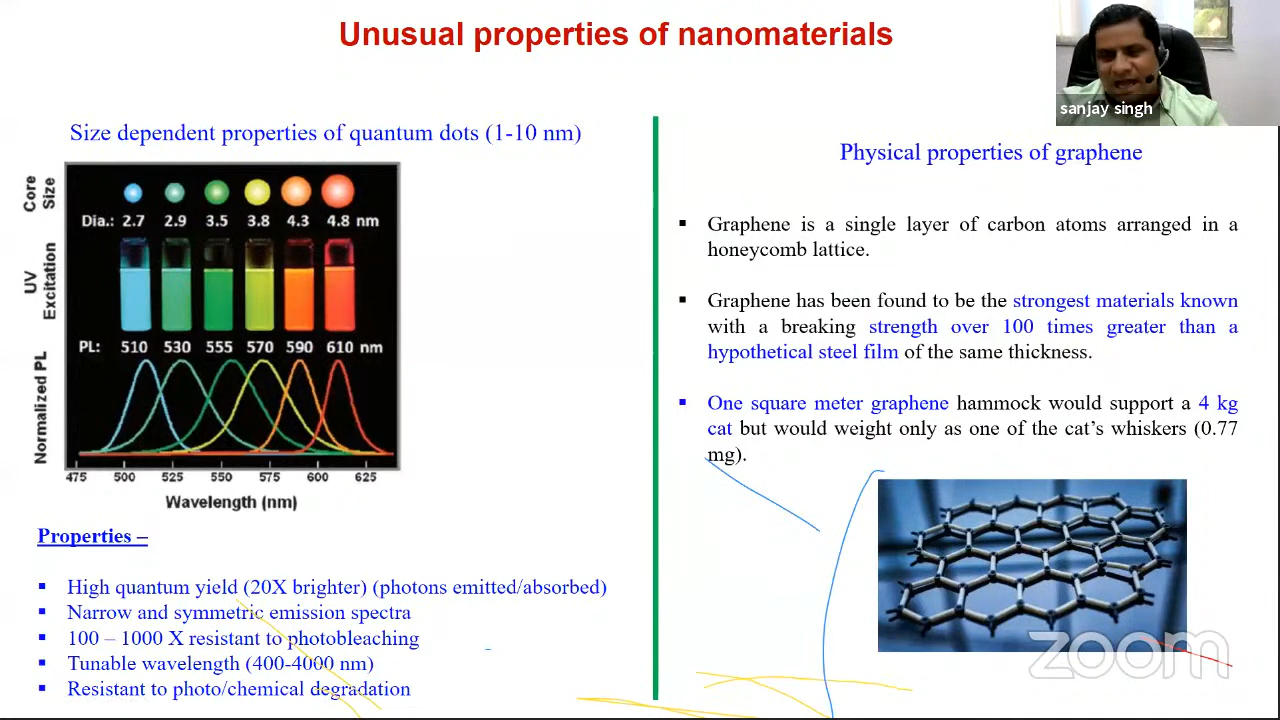 Unusual properties of nanomaterials
sanjay singh
Size dependent properties of quantum dots (1-10 nm)
Core Size
Dia.: 2.7 2.9 3.5 3.8 4.3 4.8 nm
UV Excitation
PL: 510 530 555 570 590 610 nm
Normalized PL
475 500 525 550 575 600 625
Wavelength (nm)
Properties –
▪ High quantum yield (20X brighter) (photons emitted/absorbed)
▪ Narrow and symmetric emission spectra
▪ 100 – 1000 X resistant to photobleaching
▪ Tunable wavelength (400-4000 nm)
▪ Resistant to photo/chemical degradation
Physical properties of graphene
▪ Graphene is a single layer of carbon atoms arranged in a
honeycomb lattice.
▪ Graphene has been found to be the strongest materials known
with a breaking strength over 100 times greater than a
hypothetical steel film of the same thickness.
▪ One square meter graphene hammock would support a 4 kg
cat but would weight only as one of the cat's whiskers (0.77
mg).
zoom